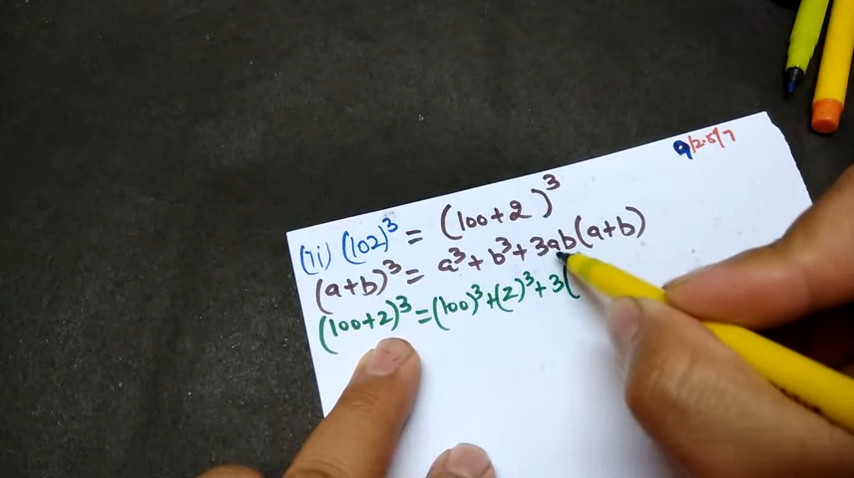 9/2.5/7
(ii) (102)³ = (100+2)³
(a+b)³ = a³ + b³ + 3ab(a+b)
(100+2)³ = (100)³ + (2)³ + 3(